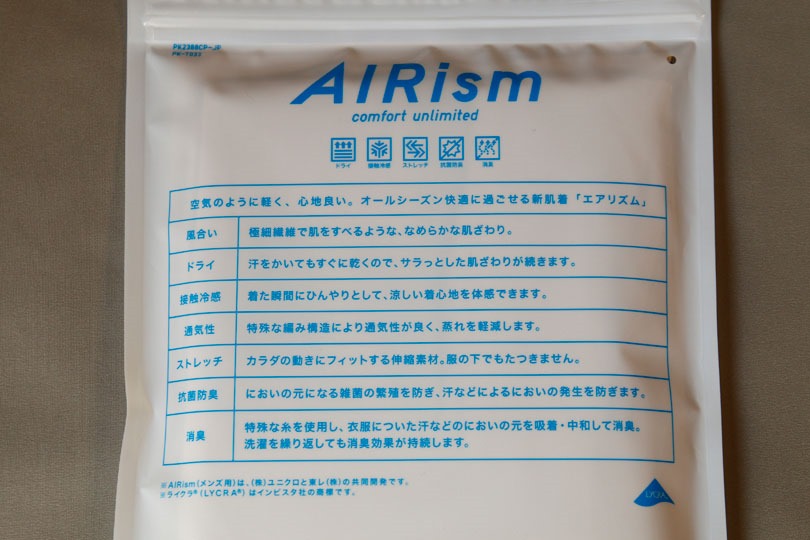 PK2288CP-JP
AIRism
comfort unlimited
ドライ 接触冷感 ストレッチ 抗菌防臭 消臭
空気のように軽く、心地良い。オールシーズン快適に過ごせる新肌着「エアリズム」
風合い 極細繊維で肌をすべるような、なめらかな肌ざわり。
ドライ 汗をかいてもすぐに乾くので、サラっとした肌ざわりが続きます。
接触冷感 着た瞬間にひんやりとして、涼しい着心地を体感できます。
通気性 特殊な編み構造により通気性が良く、蒸れを軽減します。
ストレッチ カラダの動きにフィットする伸縮素材。服の下でもたつきません。
抗菌防臭 においの元になる雑菌の繁殖を防ぎ、汗などによるにおいの発生を防ぎます。
消臭 特殊な糸を使用し、衣服についた汗などのにおいの元を吸着・中和して消臭。
洗濯を繰り返しても消臭効果が持続します。
※AIRism(メンズ用)は、(株)ユニクロと東レ(株)の共同開発です。
※ライクラ®(LYCRA®)はインビスタ社の商標です。
LYCRA